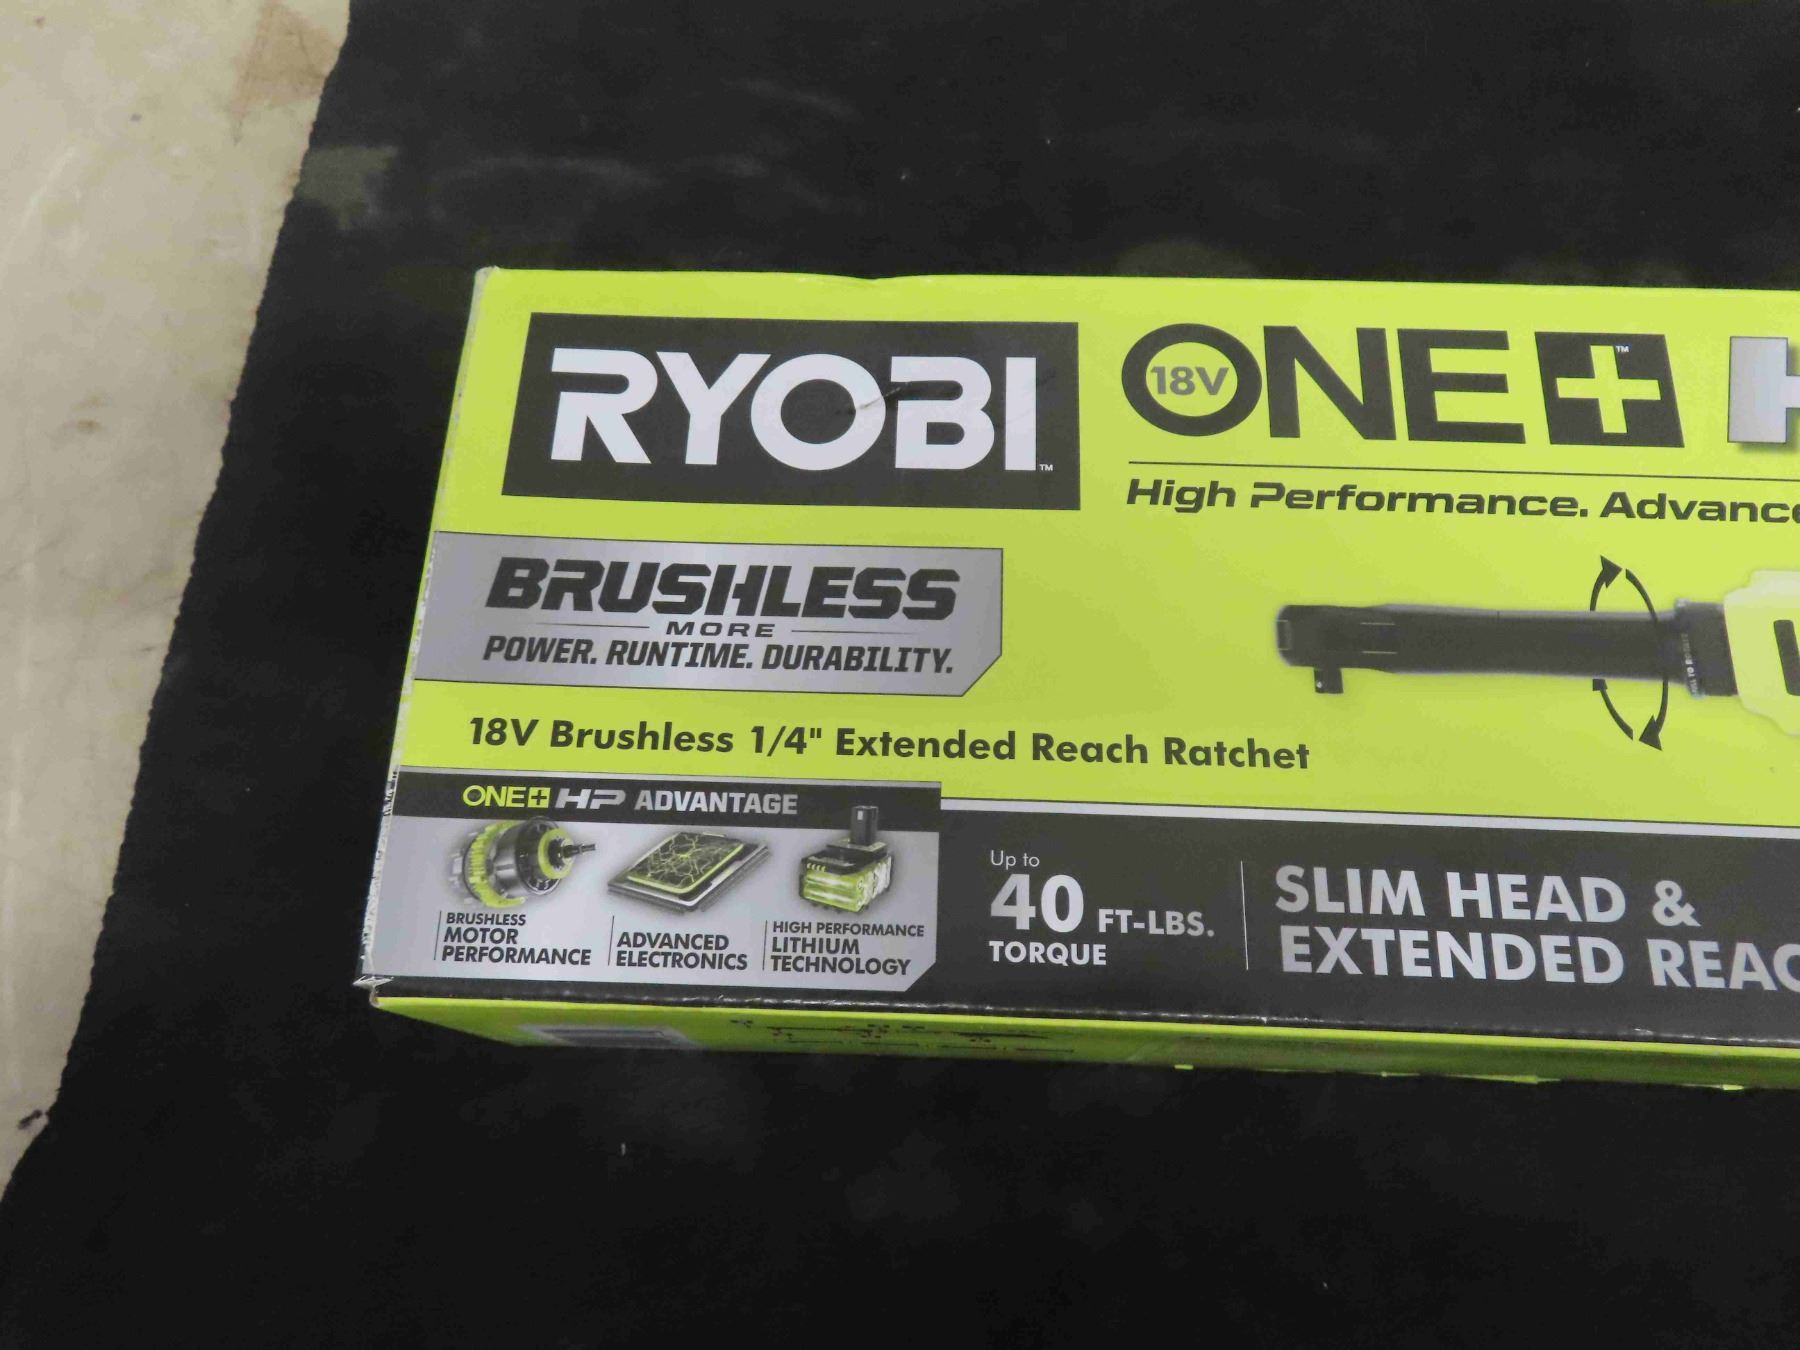 RYOBI™
18V ONE+™ H
High Performance. Advance
BRUSHLESS
MORE
POWER. RUNTIME. DURABILITY.
18V Brushless 1/4" Extended Reach Ratchet
ONE+ HP ADVANTAGE
BRUSHLESS
MOTOR
PERFORMANCE
ADVANCED
ELECTRONICS
HIGH PERFORMANCE
LITHIUM
TECHNOLOGY
Up to
40 FT-LBS.
TORQUE
SLIM HEAD &
EXTENDED REAC